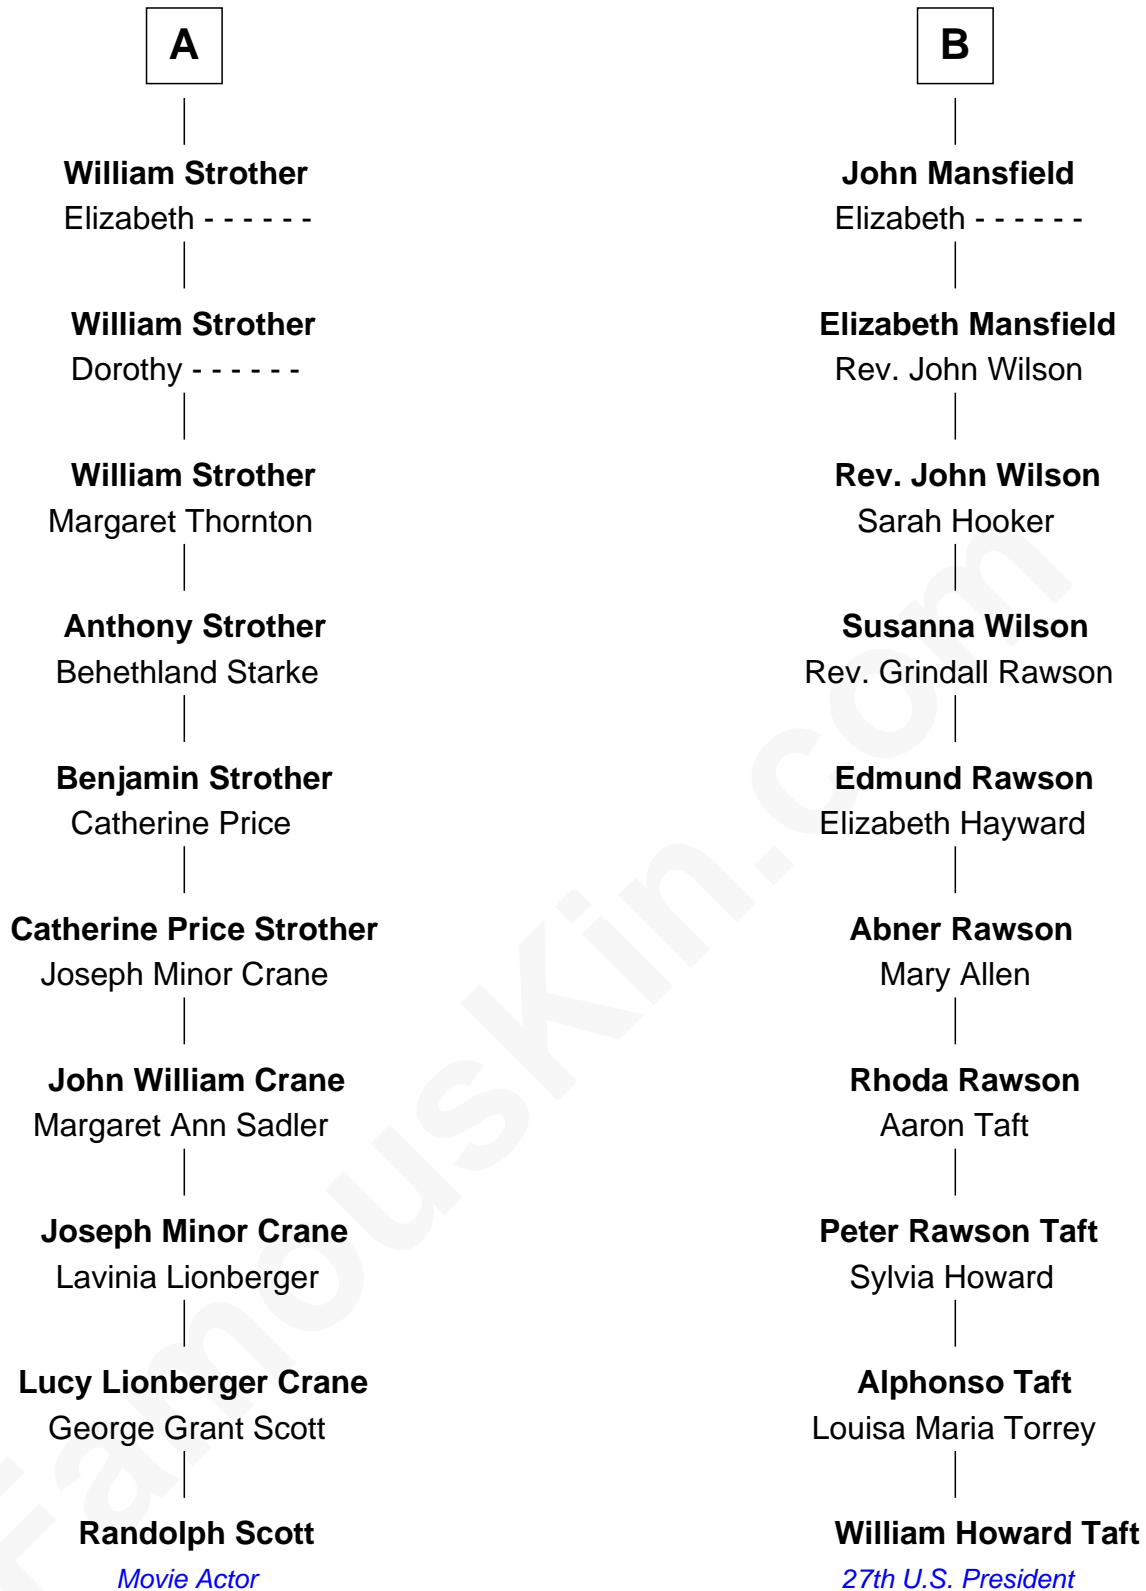 A
William Strother
Elizabeth - - - - - -
William Strother
Dorothy - - - - - -
William Strother
Margaret Thornton
Anthony Strother
Behethland Starke
Benjamin Strother
Catherine Price
Catherine Price Strother
Joseph Minor Crane
John William Crane
Margaret Ann Sadler
Joseph Minor Crane
Lavinia Lionberger
Lucy Lionberger Crane
George Grant Scott
Randolph Scott
Movie Actor
B
John Mansfield
Elizabeth - - - - - -
Elizabeth Mansfield
Rev. John Wilson
Rev. John Wilson
Sarah Hooker
Susanna Wilson
Rev. Grindall Rawson
Edmund Rawson
Elizabeth Hayward
Abner Rawson
Mary Allen
Rhoda Rawson
Aaron Taft
Peter Rawson Taft
Sylvia Howard
Alphonso Taft
Louisa Maria Torrey
William Howard Taft
27th U.S. President
FamousKin.com